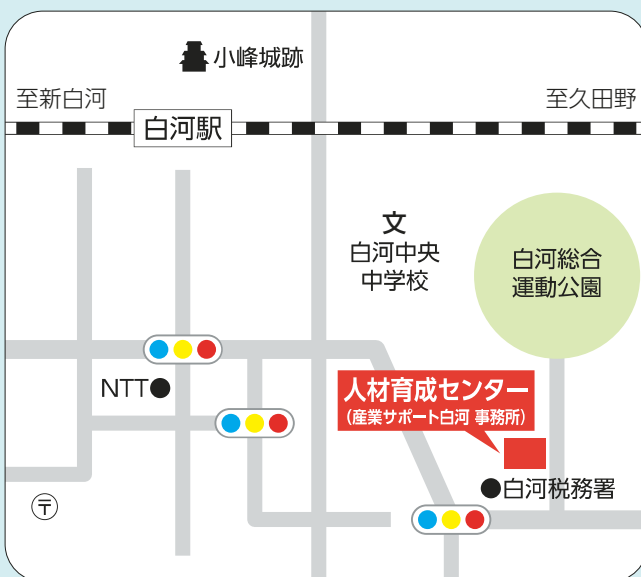 小峰城跡
至新白河
至久田野
白河駅
文
白河中央
中学校
白河総合
運動公園
人材育成センター
(産業サポート白河 事務所)
NTT
白河税務署
〒